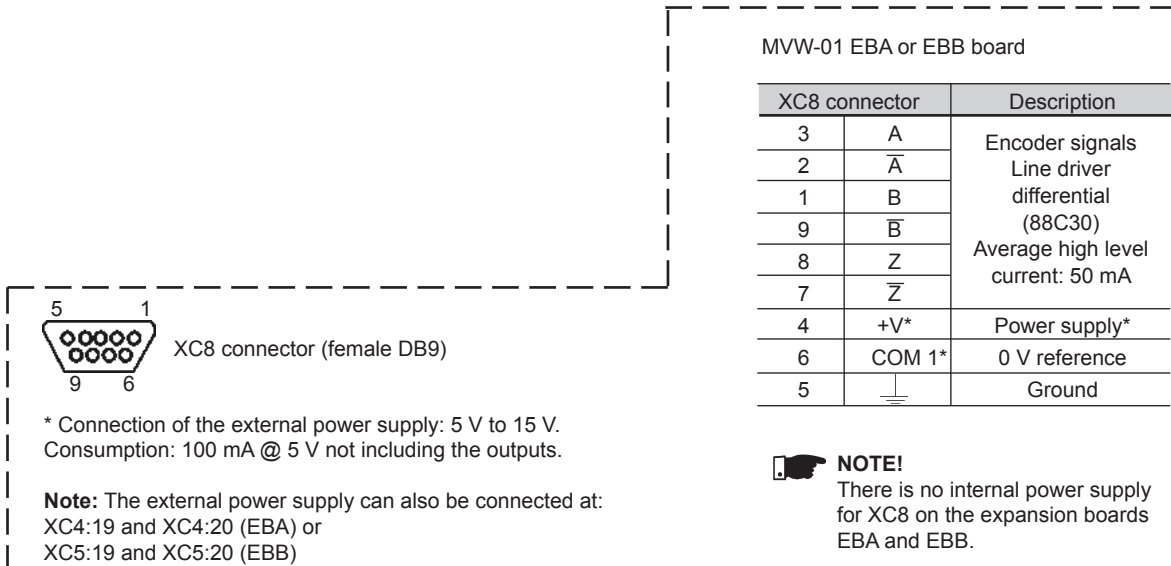 MVW-01 EBA or EBB board
XC8 connector Description
3 A
2 A̅
1 B
9 B̅
8 Z
7 Z̅
Encoder signals
Line driver
differential
(88C30)
Average high level
current: 50 mA
4 +V* Power supply*
6 COM 1* 0 V reference
5 Ground
5 1
9 6
XC8 connector (female DB9)
* Connection of the external power supply: 5 V to 15 V.
Consumption: 100 mA @ 5 V not including the outputs.
Note: The external power supply can also be connected at:
XC4:19 and XC4:20 (EBA) or
XC5:19 and XC5:20 (EBB)
NOTE!
There is no internal power supply
for XC8 on the expansion boards
EBA and EBB.